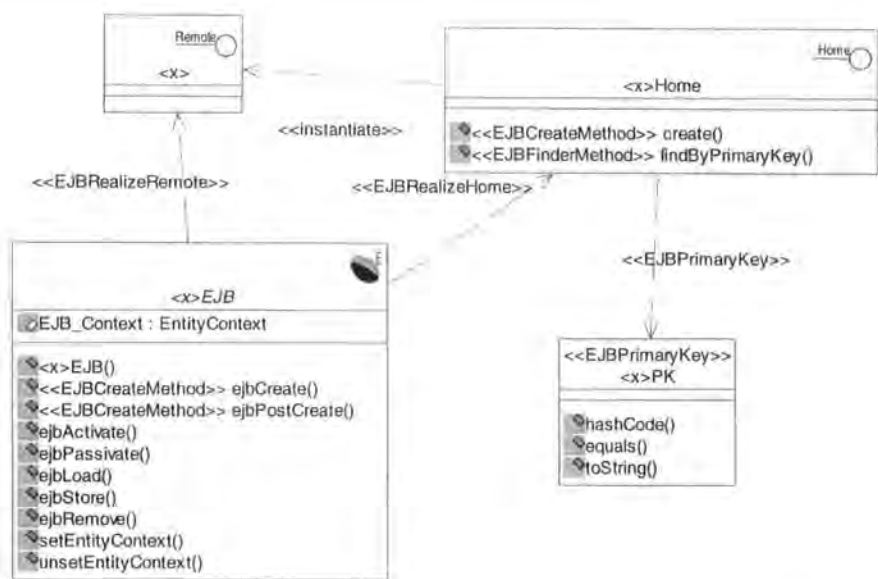 Remote
<x>
Home
<x>Home
<<EJBCreateMethod>> create()
<<EJBFinderMethod>> findByPrimaryKey()
<<instantiate>>
<<EJBRealizeRemote>>
<<EJBRealizeHome>>
<<EJBPrimaryKey>>
E
<x>EJB
EJB_Context : EntityContext
<x>EJB()
<<EJBCreateMethod>> ejbCreate()
<<EJBCreateMethod>> ejbPostCreate()
ejbActivate()
ejbPassivate()
ejbLoad()
ejbStore()
ejbRemove()
setEntityContext()
unsetEntityContext()
<<EJBPrimaryKey>>
<x>PK
hashCode()
equals()
toString()